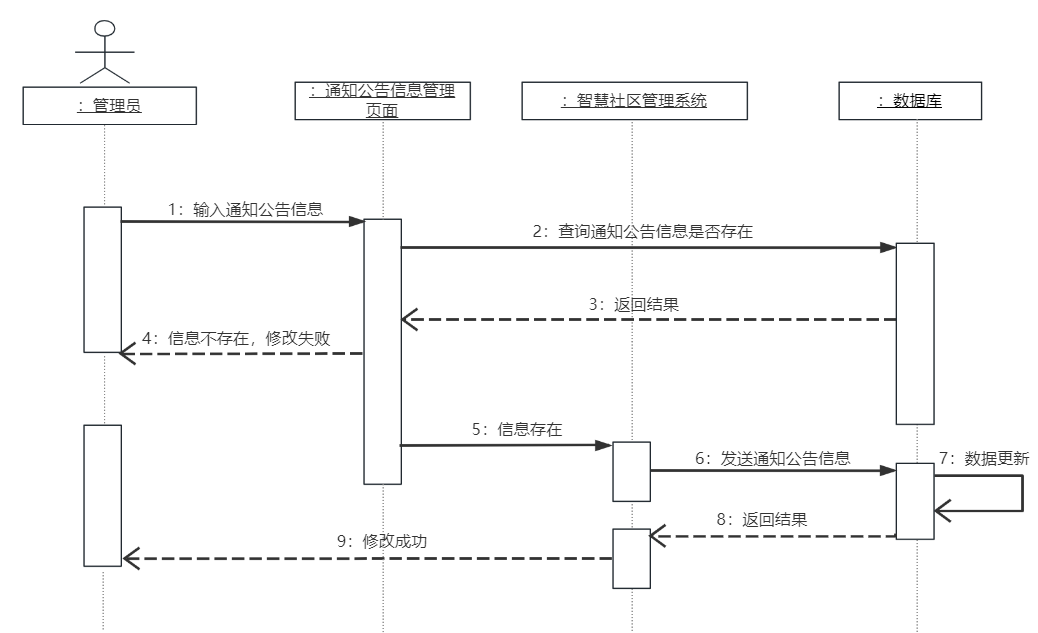 ：管理员
：通知公告信息管理
页面
：智慧社区管理系统
：数据库
1：输入通知公告信息
2：查询通知公告信息是否存在
3：返回结果
4：信息不存在，修改失败
5：信息存在
6：发送通知公告信息
7：数据更新
8：返回结果
9：修改成功